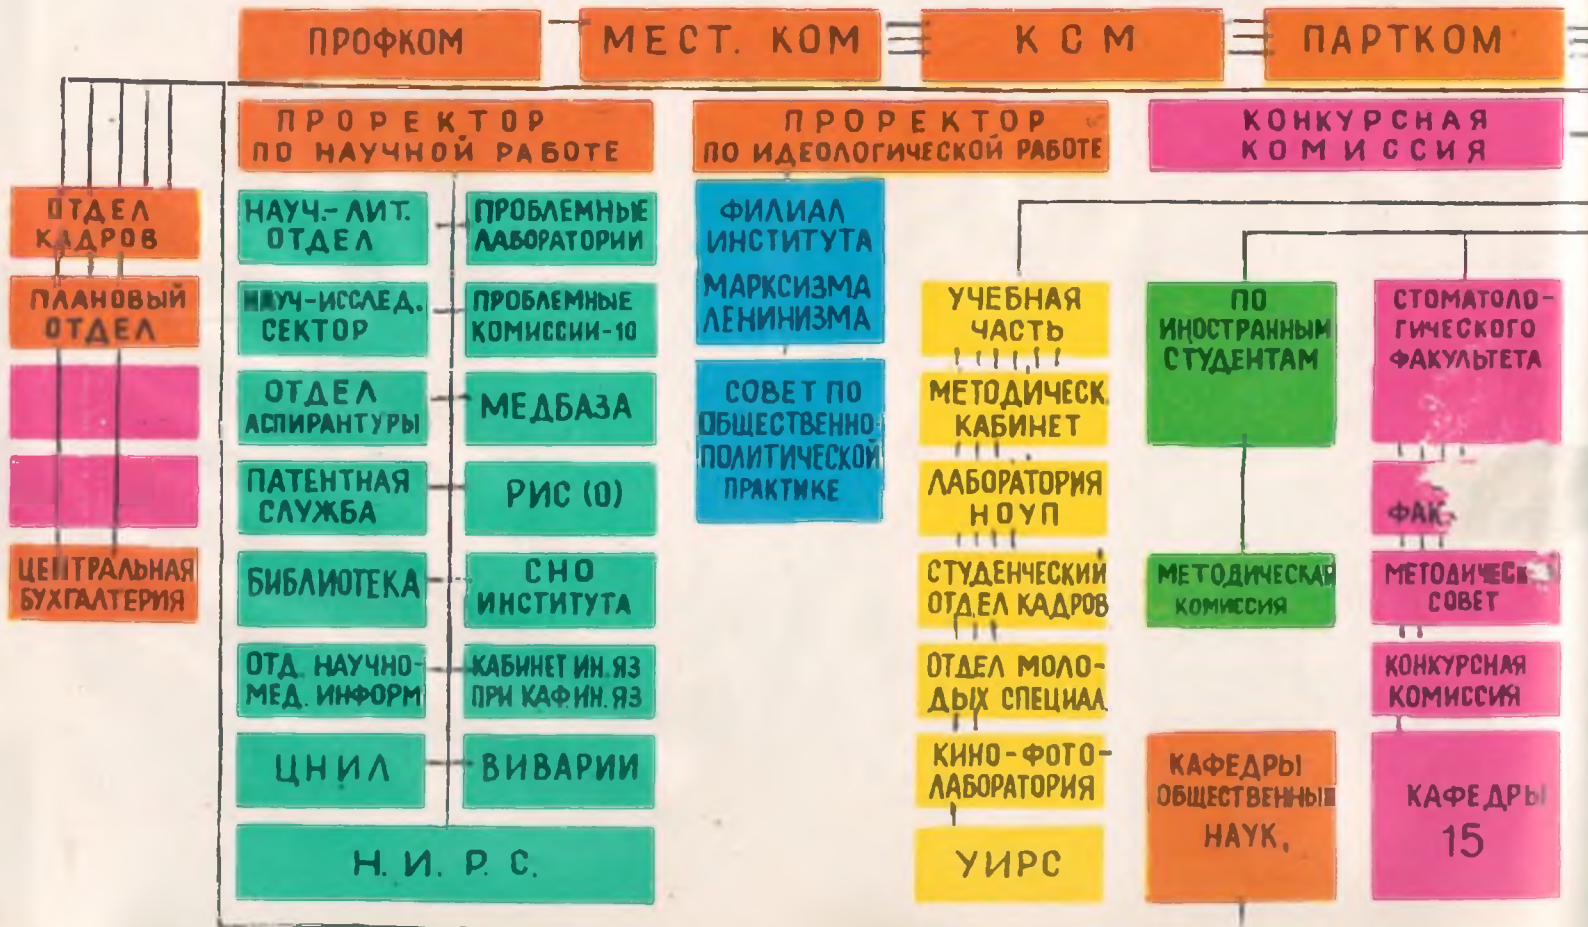 ПРОФКОМ
МЕСТ. КОМ
КСМ
ПАРТКОМ
ПРОРЕКТОР
ПО НАУЧНОЙ РАБОТЕ
ПРОРЕКТОР
ПО ИДЕОЛОГИЧЕСКОЙ РАБОТЕ
КОНКУРСНАЯ
КОМИССИЯ
ОТДЕЛ
КАДРОВ
ПЛАНОВЫЙ
ОТДЕЛ
ЦЕНТРАЛЬНАЯ
БУХГАЛТЕРИЯ
НАУЧ.-ЛИТ.
ОТДЕЛ
ПРОБЛЕМНЫЕ
ЛАБОРАТОРИИ
НАУЧ-ИССЛЕД.
СЕКТОР
ПРОБЛЕМНЫЕ
КОМИССИИ-10
ОТДЕЛ
АСПИРАНТУРЫ
МЕДБАЗА
ПАТЕНТНАЯ
СЛУЖБА
РИС (О)
БИБЛИОТЕКА
СНО
ИНСТИТУТА
ОТД. НАУЧНО-
МЕД. ИНФОРМ
КАБИНЕТ ИН. ЯЗ
ПРИ КАФ.ИН. ЯЗ
ЦНИЛ
ВИВАРИИ
Н. И. Р. С.
ФИЛИАЛ
ИНСТИТУТА
МАРКСИЗМА
ЛЕНИНИЗМА
СОВЕТ ПО
ОБЩЕСТВЕННО-
ПОЛИТИЧЕСКОЙ
ПРАКТИКЕ
УЧЕБНАЯ
ЧАСТЬ
МЕТОДИЧЕСК.
КАБИНЕТ
ЛАБОРАТОРИЯ
НОУП
СТУДЕНЧЕСКИЙ
ОТДЕЛ КАДРОВ
ОТДЕЛ МОЛО-
ДЫХ СПЕЦИАЛ.
КИНО-ФОТО-
ЛАБОРАТОРИЯ
УИРС
ПО
ИНОСТРАННЫМ
СТУДЕНТАМ
МЕТОДИЧЕСКАЯ
КОМИССИЯ
КАФЕДРЫ
ОБЩЕСТВЕННЫХ
НАУК,
СТОМАТОЛО-
ГИЧЕСКОГО
ФАКУЛЬТЕТА
ФАК
МЕТОДИЧЕСК
СОВЕТ
КОНКУРСНАЯ
КОМИССИЯ
КАФЕДРЫ
15